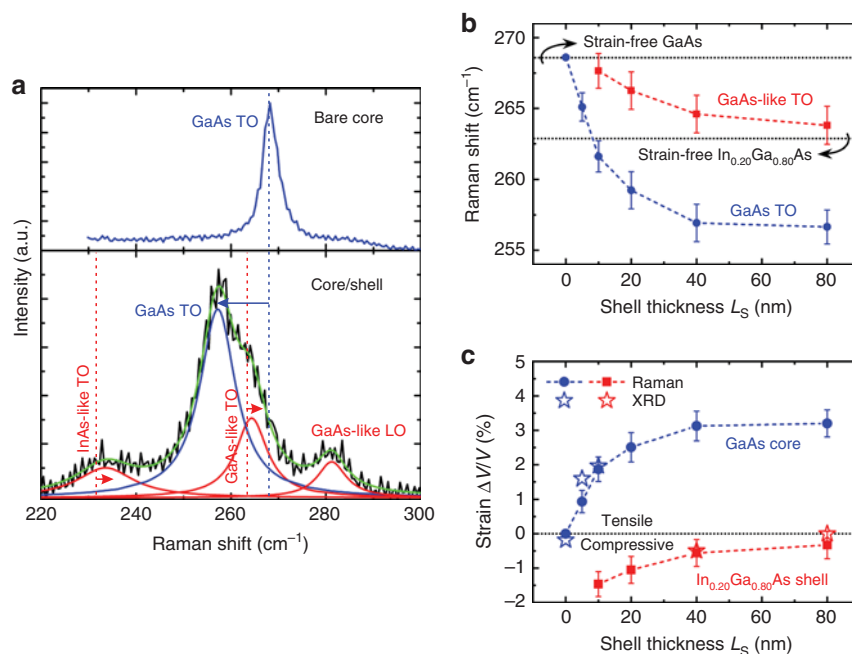 a
Intensity (a.u.)
GaAs TO
Bare core
GaAs TO
Core/shell
InAs-like TO
GaAs-like TO
GaAs-like LO
220 240 260 280 300
Raman shift (cm⁻¹)
b
Raman shift (cm⁻¹)
270
265
260
255
Strain-free GaAs
GaAs-like TO
Strain-free In₀.₂₀Ga₀.₈₀As
GaAs TO
0 20 40 60 80
Shell thickness Lₛ (nm)
c
Strain ΔV/V (%)
5
4
3
2
1
0
−1
−2
Raman
XRD
GaAs core
Tensile
Compressive
In₀.₂₀Ga₀.₈₀As shell
0 20 40 60 80
Shell thickness Lₛ (nm)